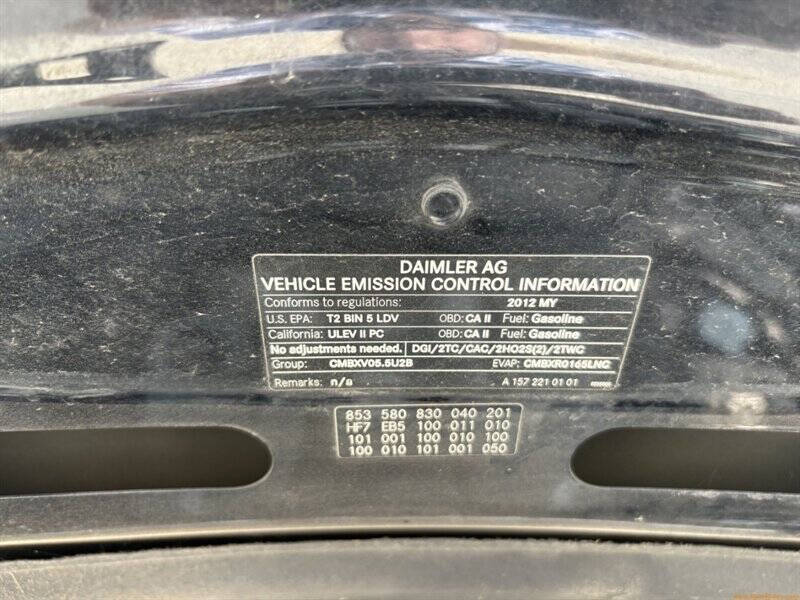 DAIMLER AG
VEHICLE EMISSION CONTROL INFORMATION
Conforms to regulations: 2012 MY
U.S. EPA: T2 BIN 5 LDV OBD: CA II Fuel: Gasoline
California: ULEV II PC OBD: CA II Fuel: Gasoline
No adjustments needed. DGI/2TC/CAC/2HO2S(2)/2TWC
Group: CMBXV05.5U2B EVAP: CMBXR0165LNC
Remarks: n/a A 157 221 01 01
853 580 830 040 201
HF7 EB5 100 011 010
101 001 100 010 100
100 010 101 001 050